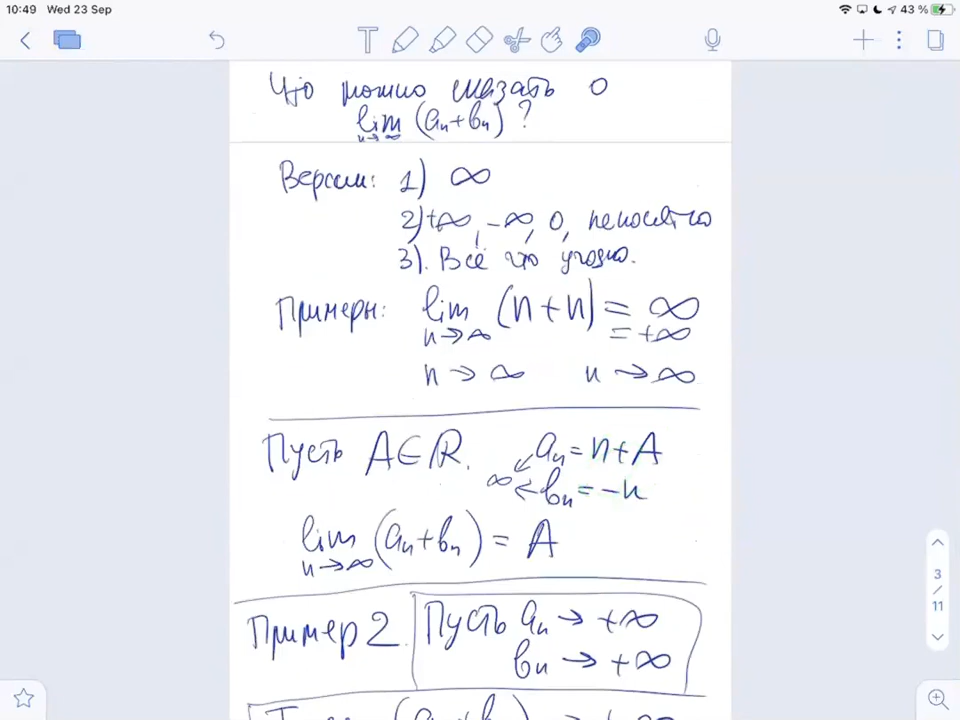 10:49 Wed 23 Sep
43 %
Что можно сказать о
lim (aₙ+bₙ) ?
n→∞
Версии: 1) ∞
2) +∞, -∞, 0, непонятно
3). Всё что угодно.
Примеры: lim (n+n) = ∞
n→∞ = +∞
n → ∞ n → ∞
Пусть A∈ℝ. aₙ = n+A
∞ bₙ = -n
lim (aₙ+bₙ) = A
n→∞
Пример 2. Пусть aₙ → +∞
bₙ → +∞
3
/
11